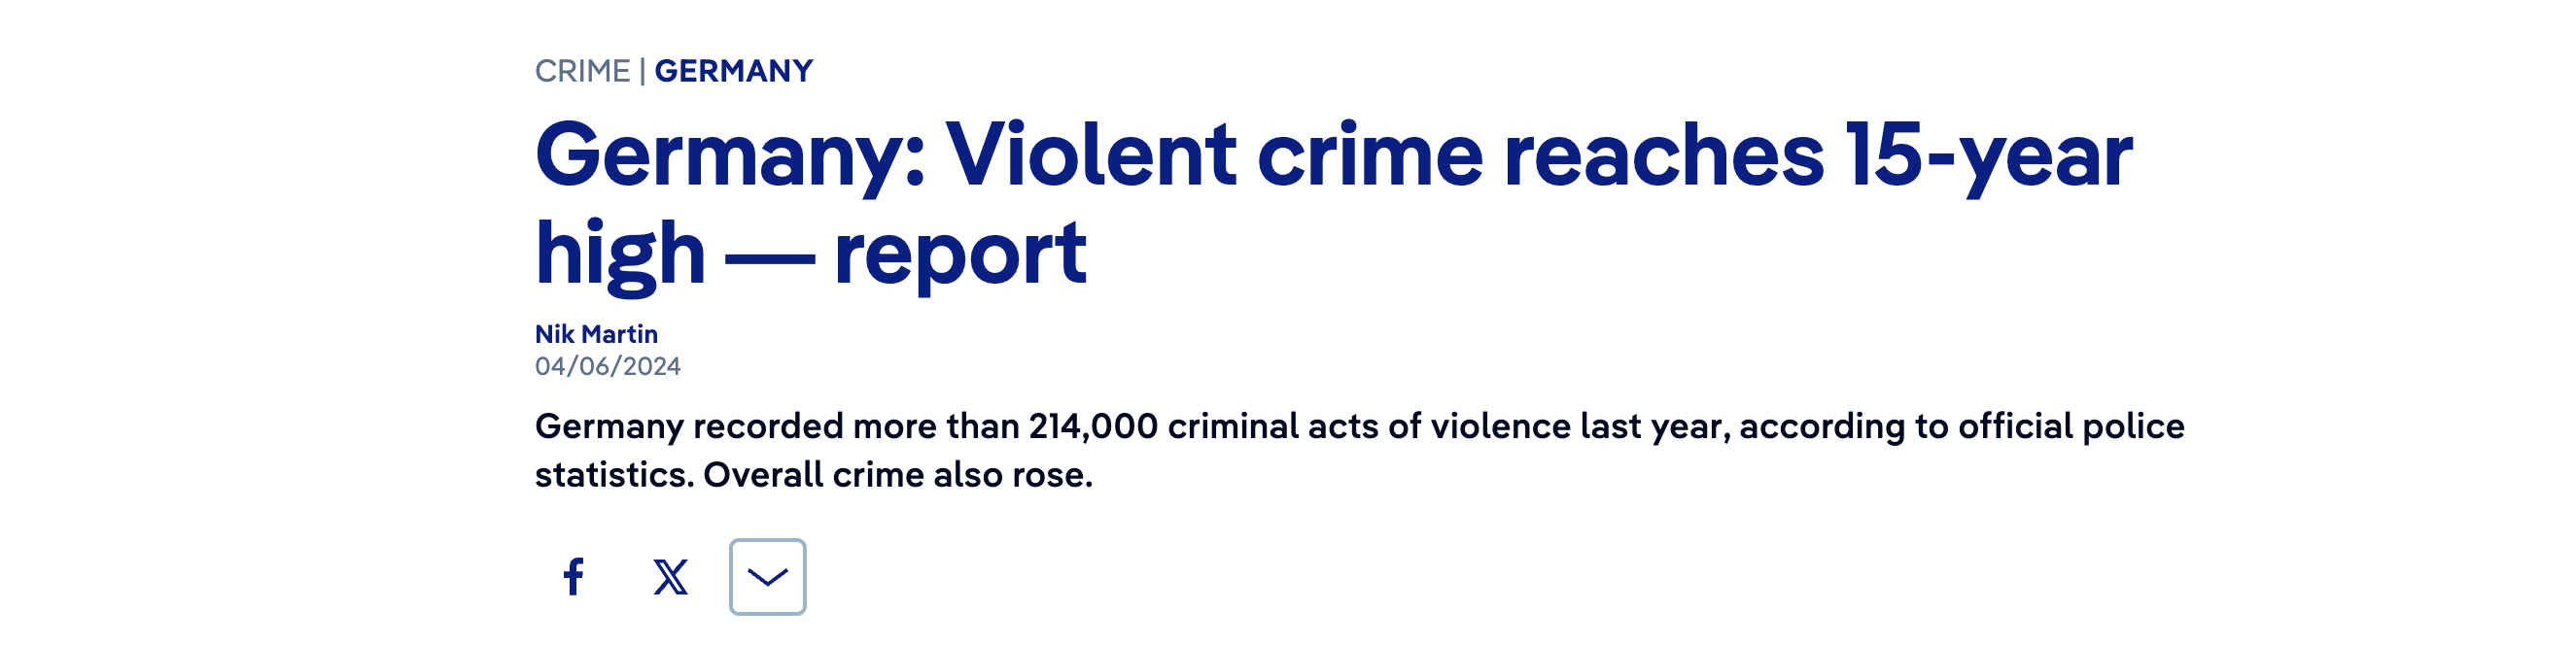 CRIME | GERMANY
Germany: Violent crime reaches 15-year
high — report
Nik Martin
04/06/2024
Germany recorded more than 214,000 criminal acts of violence last year, according to official police
statistics. Overall crime also rose.